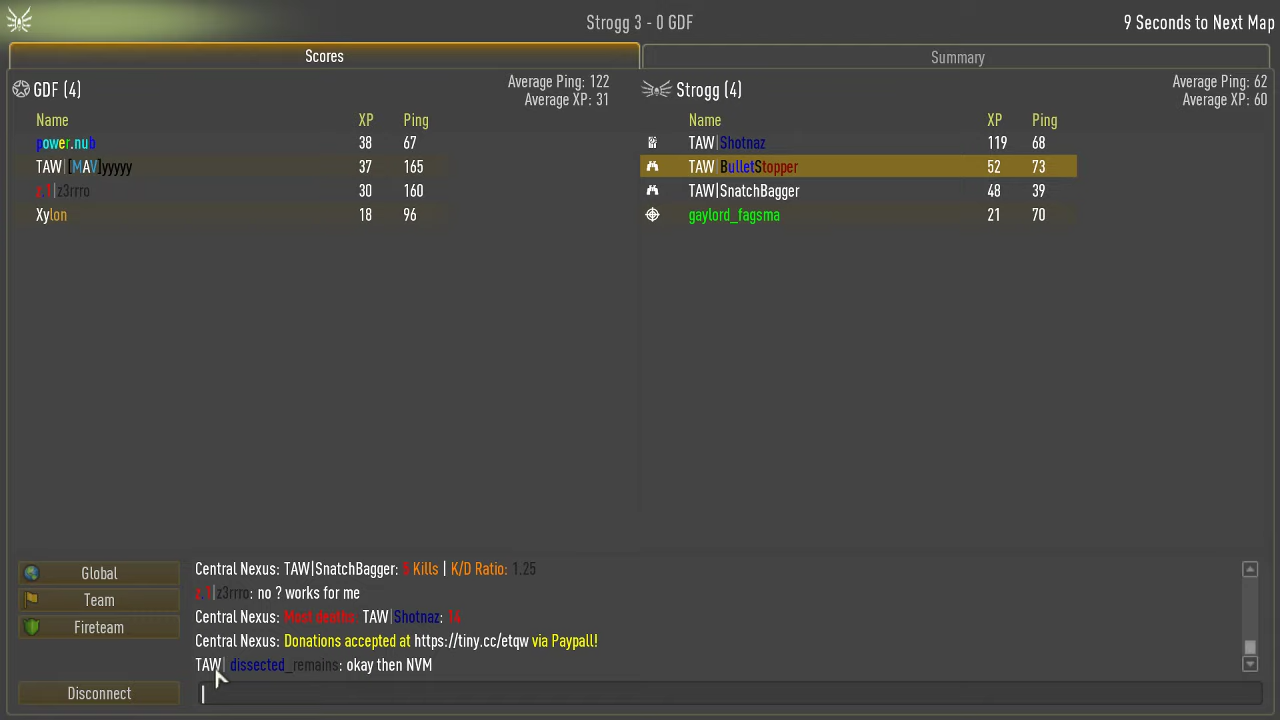 Strogg 3 - 0 GDF
9 Seconds to Next Map
Scores
Summary
GDF (4)
Average Ping: 122
Average XP: 31
Name XP Ping
power.nub 38 67
TAW|[MAV]yyyyy 37 165
z.1|z3rrro 30 160
Xylon 18 96
Strogg (4)
Average Ping: 62
Average XP: 60
Name XP Ping
TAW|Shotnaz 119 68
TAW|BulletStopper 52 73
TAW|SnatchBagger 48 39
gaylord_fagsma 21 70
Global
Team
Fireteam
Disconnect
Central Nexus: TAW|SnatchBagger: 5 Kills | K/D Ratio: 1.25
z.1|z3rrro: no ? works for me
Central Nexus: Most deaths: TAW|Shotnaz: 14
Central Nexus: Donations accepted at https://tiny.cc/etqw via Paypall!
TAW| dissected_remains: okay then NVM